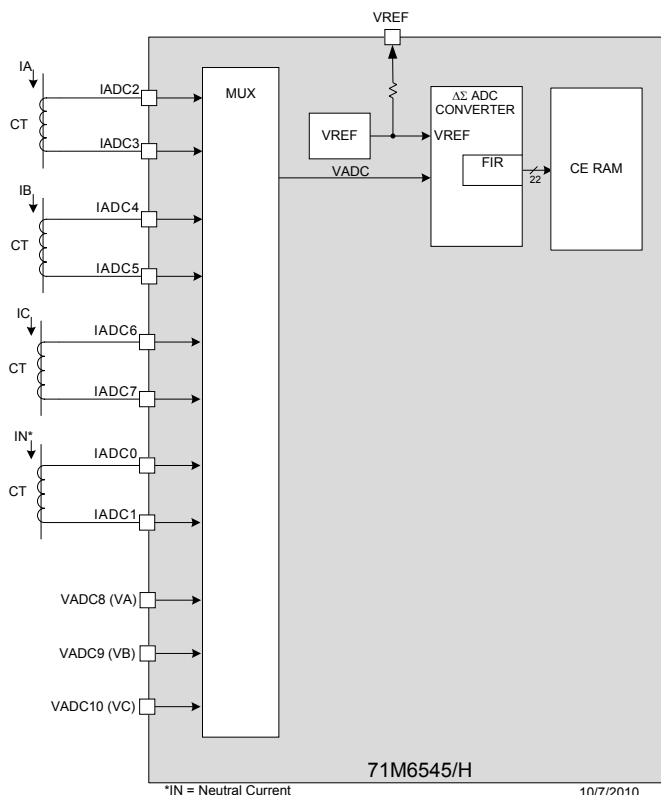 VREF
IA
CT
IADC2
IADC3
IB
CT
IADC4
IADC5
IC
CT
IADC6
IADC7
IN*
CT
IADC0
IADC1
VADC8 (VA)
VADC9 (VB)
VADC10 (VC)
MUX
VREF
VADC
ΔΣ ADC
CONVERTER
VREF
FIR
22
CE RAM
71M6545/H
*IN = Neutral Current
10/7/2010